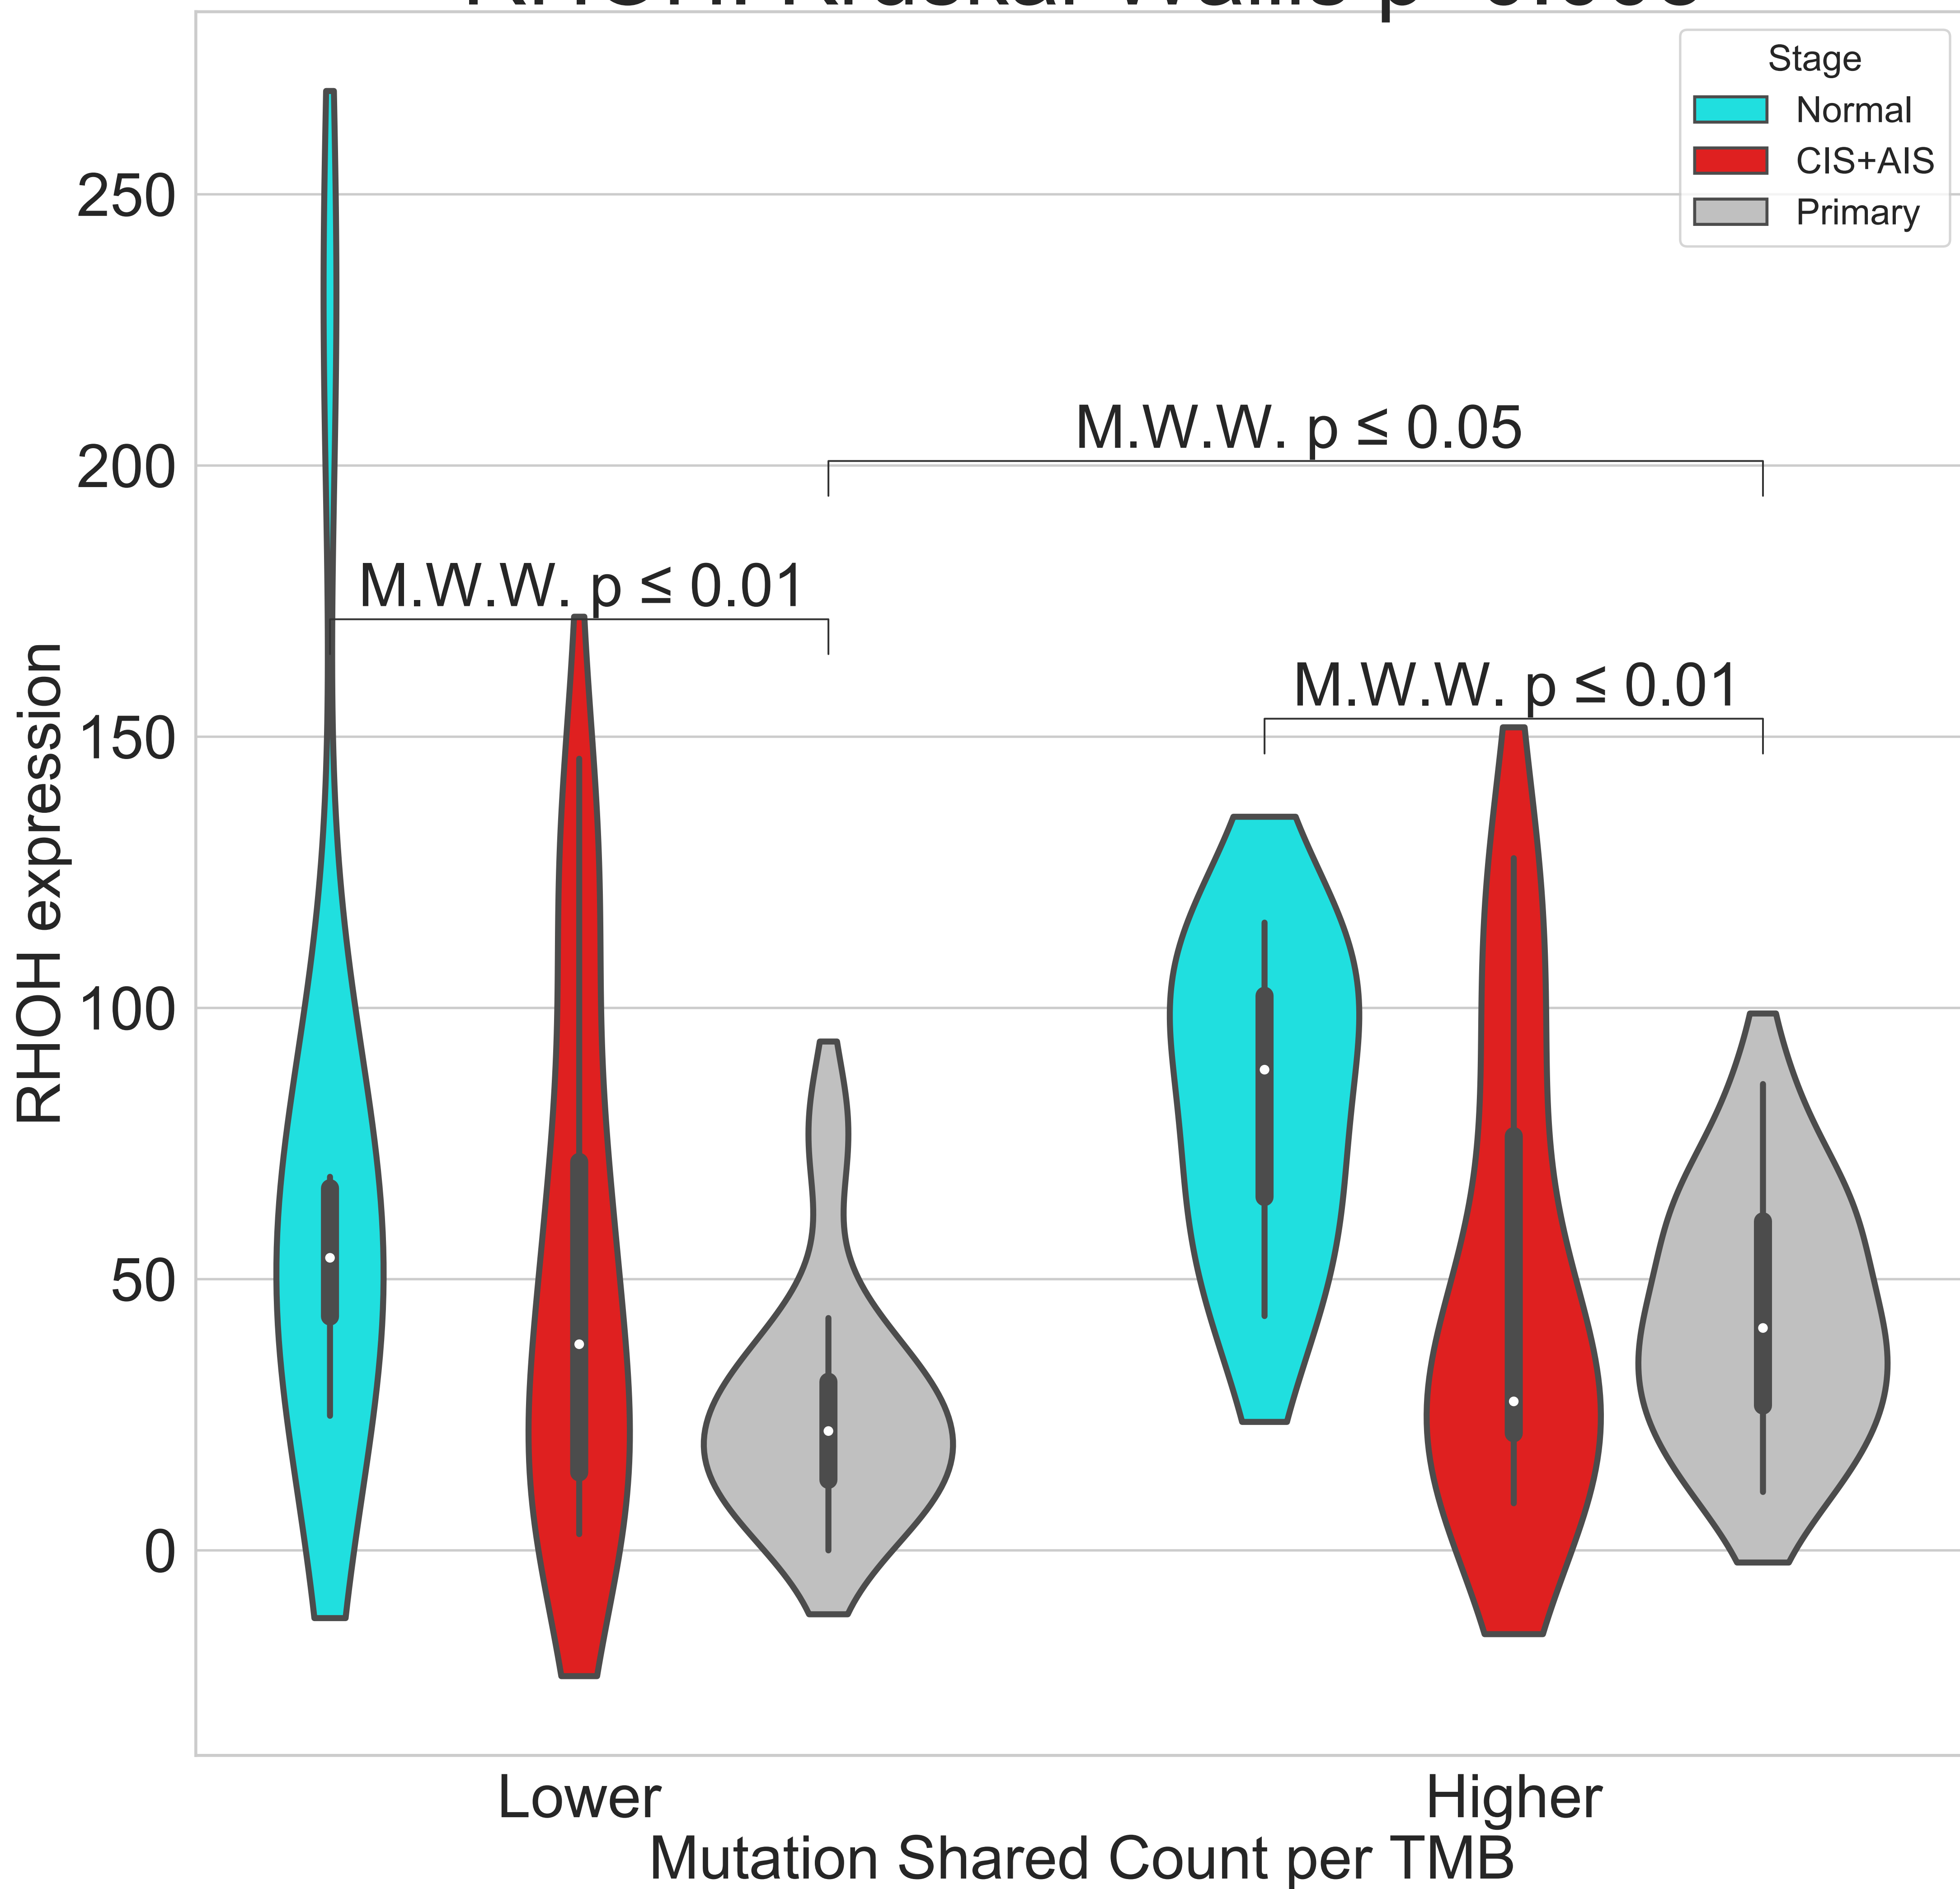 Stage
Normal
CIS+AIS
Primary
250
200
150
100
50
0
RHOH expression
M.W.W. p ≤ 0.05
M.W.W. p ≤ 0.01
M.W.W. p ≤ 0.01
Lower
Higher
Mutation Shared Count per TMB